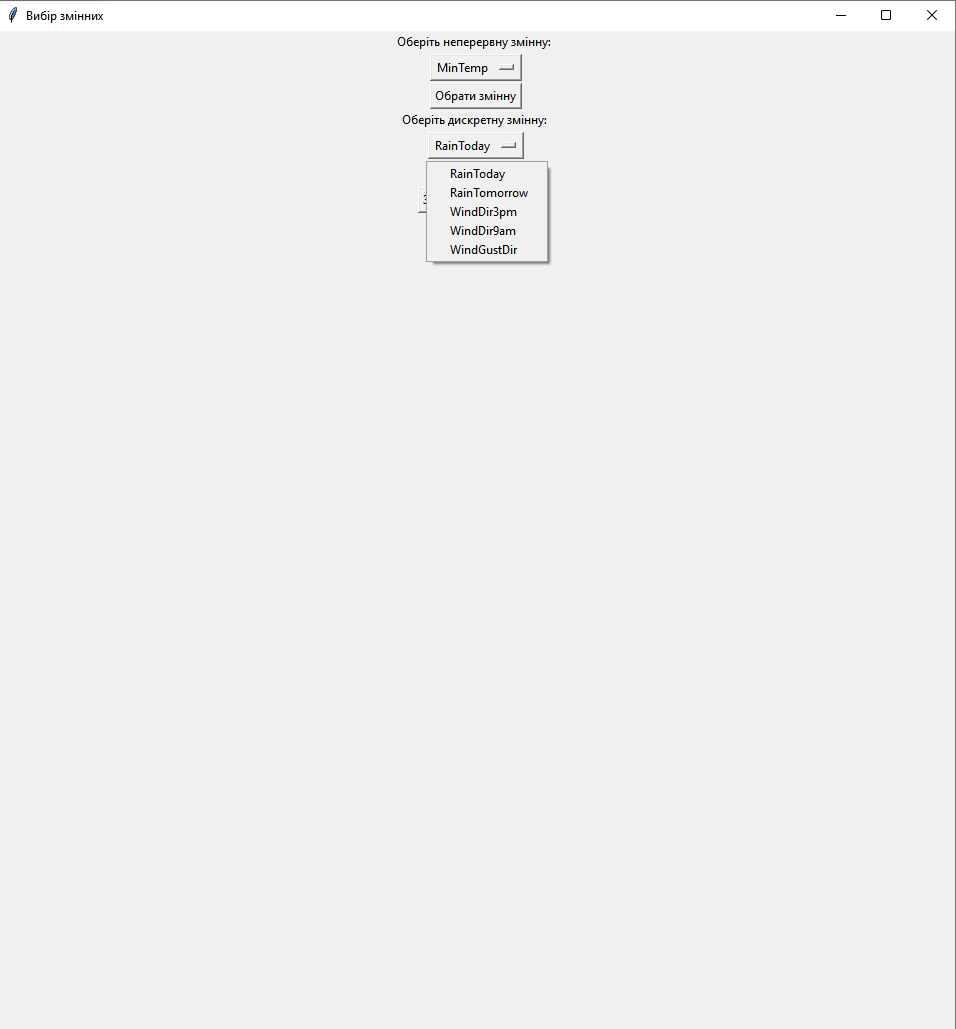 Вибір змінних
Оберіть неперервну змінну:
MinTemp
Обрати змінну
Оберіть дискретну змінну:
RainToday
RainToday
RainTomorrow
WindDir3pm
WindDir9am
WindGustDir